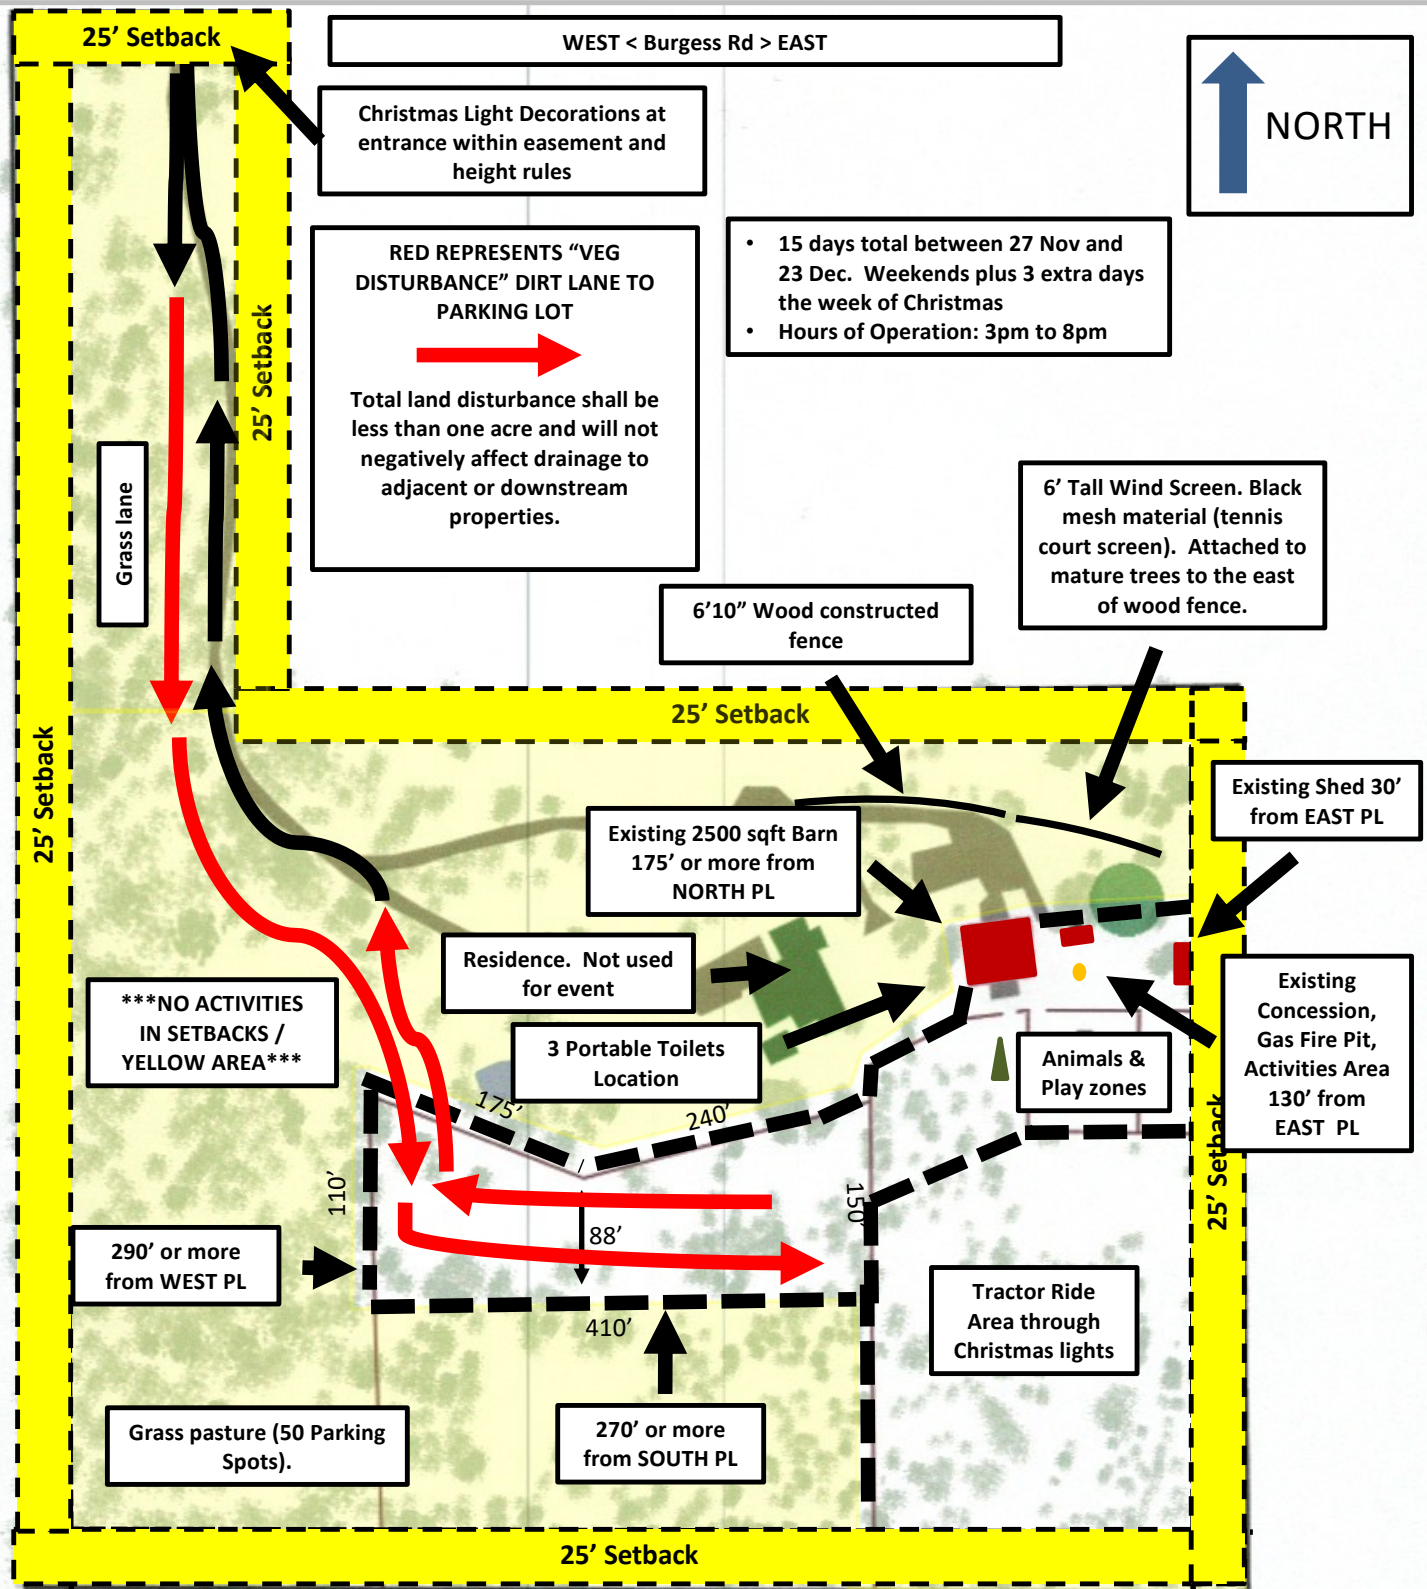 25’ Setback
WEST < Burgess Rd > EAST
NORTH
Christmas Light Decorations at
entrance within easement and
height rules
RED REPRESENTS “VEG
DISTURBANCE” DIRT LANE TO
PARKING LOT
Total land disturbance shall be
less than one acre and will not
negatively affect drainage to
adjacent or downstream
properties.
• 15 days total between 27 Nov and
23 Dec. Weekends plus 3 extra days
the week of Christmas
• Hours of Operation: 3pm to 8pm
25’ Setback
Grass lane
6’ Tall Wind Screen. Black
mesh material (tennis
court screen). Attached to
mature trees to the east
of wood fence.
6’10” Wood constructed
fence
25’ Setback
25’ Setback
Existing Shed 30’
from EAST PL
Existing 2500 sqft Barn
175’ or more from
NORTH PL
Residence. Not used
for event
***NO ACTIVITIES
IN SETBACKS /
YELLOW AREA***
3 Portable Toilets
Location
Animals &
Play zones
Existing
Concession,
Gas Fire Pit,
Activities Area
130’ from
EAST PL
25’ Setback
175’
240’
110’
150’
88’
290’ or more
from WEST PL
410’
Tractor Ride
Area through
Christmas lights
Grass pasture (50 Parking
Spots).
270’ or more
from SOUTH PL
25’ Setback